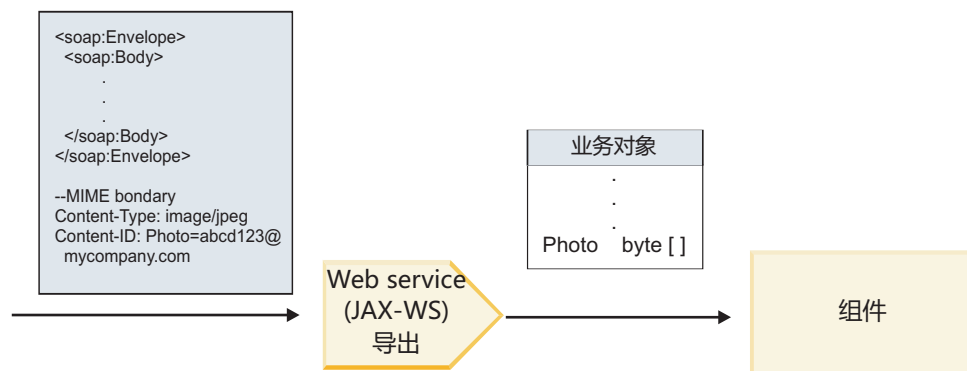 <soap:Envelope>
<soap:Body>
.
.
.
</soap:Body>
</soap:Envelope>
--MIME bondary
Content-Type: image/jpeg
Content-ID: Photo=abcd123@
mycompany.com
Web service
(JAX-WS)
导出
业务对象
.
.
.
Photo byte [ ]
组件